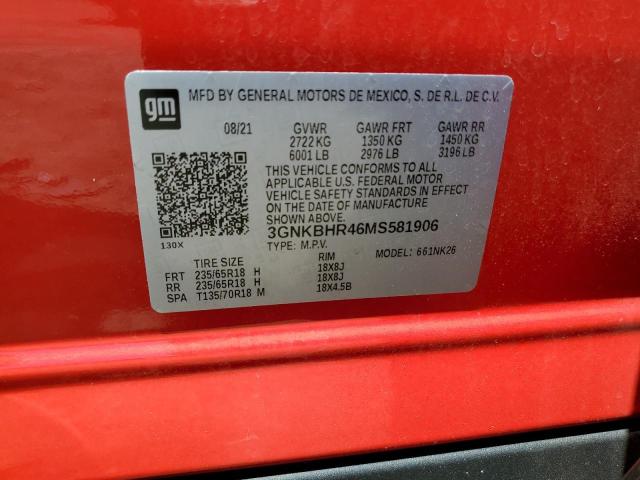 gm MFD BY GENERAL MOTORS DE MEXICO, S. DE R.L. DE C.V.
08/21 GVWR GAWR FRT GAWR RR
2722 KG 1350 KG 1450 KG
6001 LB 2976 LB 3196 LB
THIS VEHICLE CONFORMS TO ALL
APPLICABLE U.S. FEDERAL MOTOR
VEHICLE SAFETY STANDARDS IN EFFECT
ON THE DATE OF MANUFACTURE
SHOWN ABOVE.
3GNKBHR46MS581906
130X
TYPE: M.P.V. MODEL: 661NK26
TIRE SIZE RIM
FRT 235/65R18 H 18X8J
RR 235/65R18 H 18X8J
SPA T135/70R18 M 18X4.5B